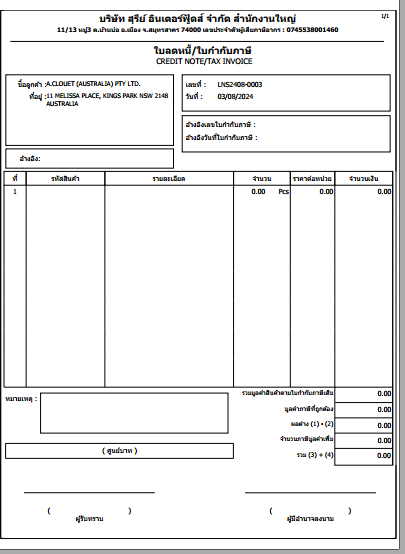 1/1
บริษัท สุรีย์ อินเตอร์ฟู้ดส์ จำกัด สำนักงานใหญ่
11/13 หมู่3 ต.บ้านบ่อ อ.เมือง จ.สมุทรสาคร 74000 เลขประจำตัวผู้เสียภาษีอากร : 0745538001460
ใบลดหนี้/ใบกำกับภาษี
CREDIT NOTE/TAX INVOICE
ชื่อลูกค้า : A.CLOUET (AUSTRALIA) PTY LTD.
ที่อยู่ : 11 MELISSA PLACE, KINGS PARK NSW 2148
AUSTRALIA
เลขที่ : LNS2408-0003
วันที่ : 03/08/2024
อ้างอิงเลขใบกำกับภาษี :
อ้างอิงวันที่ใบกำกับภาษี :
อ้างอิง:
ที่ รหัสสินค้า รายละเอียด จำนวน ราคาต่อหน่วย จำนวนเงิน
1 0.00 Pcs 0.00 0.00
หมายเหตุ :
รวมมูลค่าสินค้าตามใบกำกับภาษีเดิม 0.00
มูลค่าภาษีที่ถูกต้อง 0.00
ผลต่าง (1) - (2) 0.00
จำนวนภาษีมูลค่าเพิ่ม 0.00
รวม (3) + (4) 0.00
( ศูนย์บาท )
( ) ( )
ผู้รับทราบ ผู้มีอำนาจลงนาม